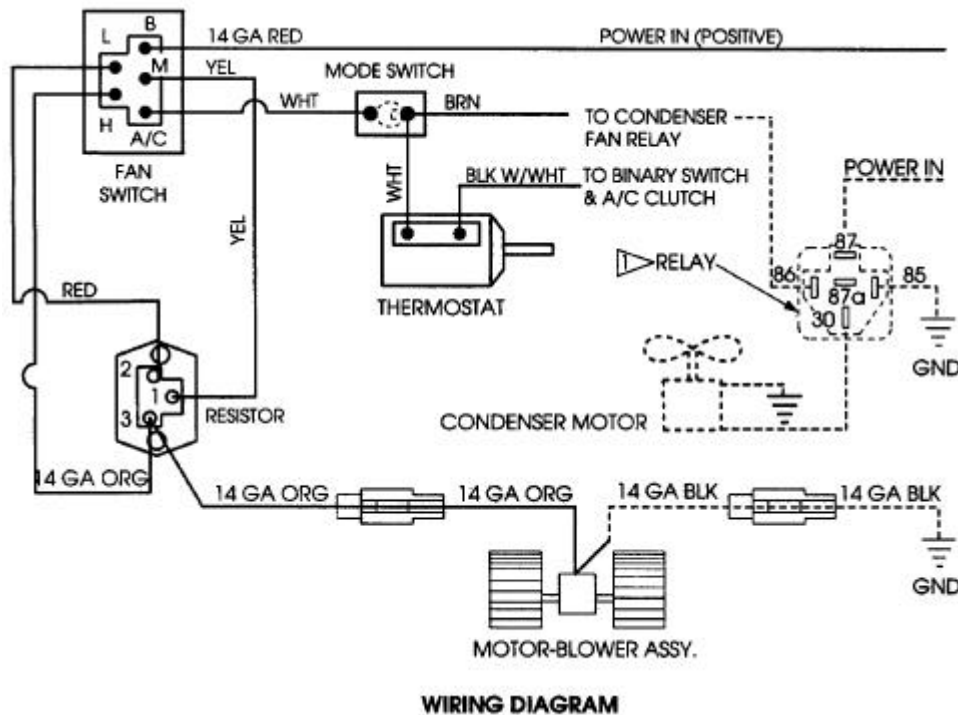 B
L
14 GA RED
POWER IN (POSITIVE)
M
YEL
MODE SWITCH
WHT
C
BRN
H
A/C
TO CONDENSER
FAN RELAY
FAN
SWITCH
WHT
BLK W/WHT
TO BINARY SWITCH
& A/C CLUTCH
POWER IN
YEL
87
1
RELAY
86
85
87a
30
THERMOSTAT
RED
GND
2
1
3
RESISTOR
CONDENSER MOTOR
14 GA ORG
14 GA ORG
14 GA ORG
14 GA BLK
14 GA BLK
GND
MOTOR-BLOWER ASSY.
WIRING DIAGRAM